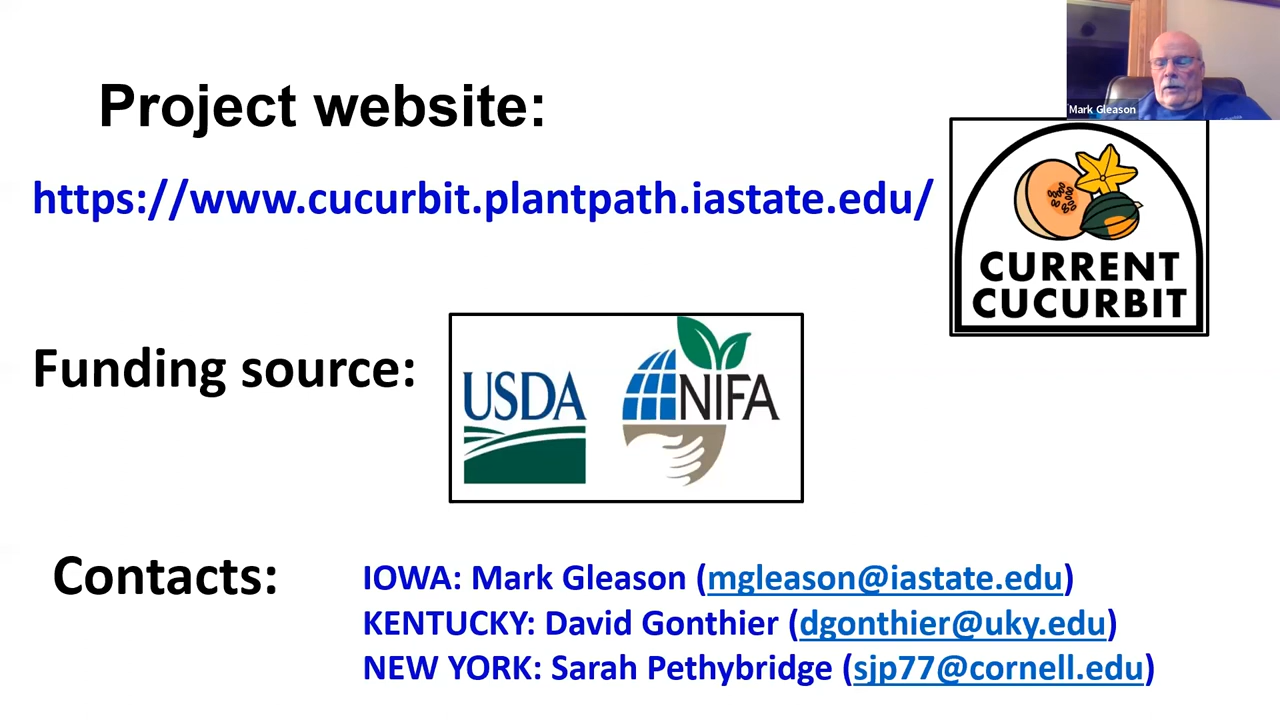 Project website:
Mark Gleason
https://www.cucurbit.plantpath.iastate.edu/
CURRENT
CUCURBIT
Funding source:
USDA
NIFA
Contacts:
IOWA: Mark Gleason (mgleason@iastate.edu)
KENTUCKY: David Gonthier (dgonthier@uky.edu)
NEW YORK: Sarah Pethybridge (sjp77@cornell.edu)